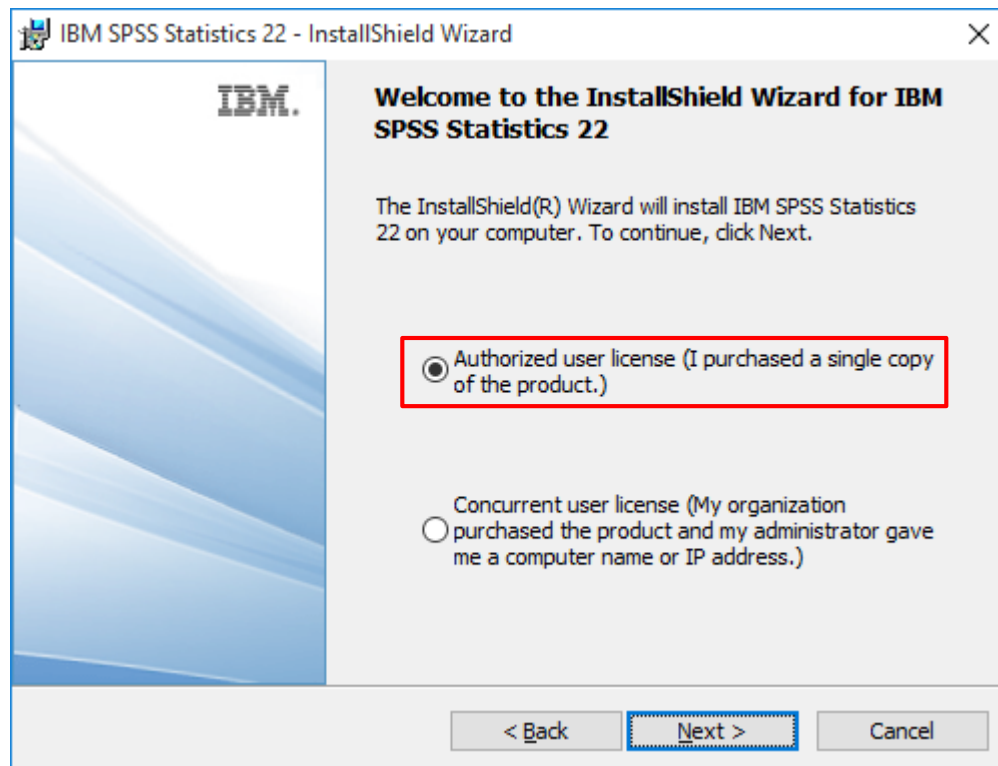 IBM SPSS Statistics 22 - InstallShield Wizard
IBM.
Welcome to the InstallShield Wizard for IBM
SPSS Statistics 22
The InstallShield(R) Wizard will install IBM SPSS Statistics
22 on your computer. To continue, click Next.
Authorized user license (I purchased a single copy
of the product.)
Concurrent user license (My organization
purchased the product and my administrator gave
me a computer name or IP address.)
< Back
Next >
Cancel